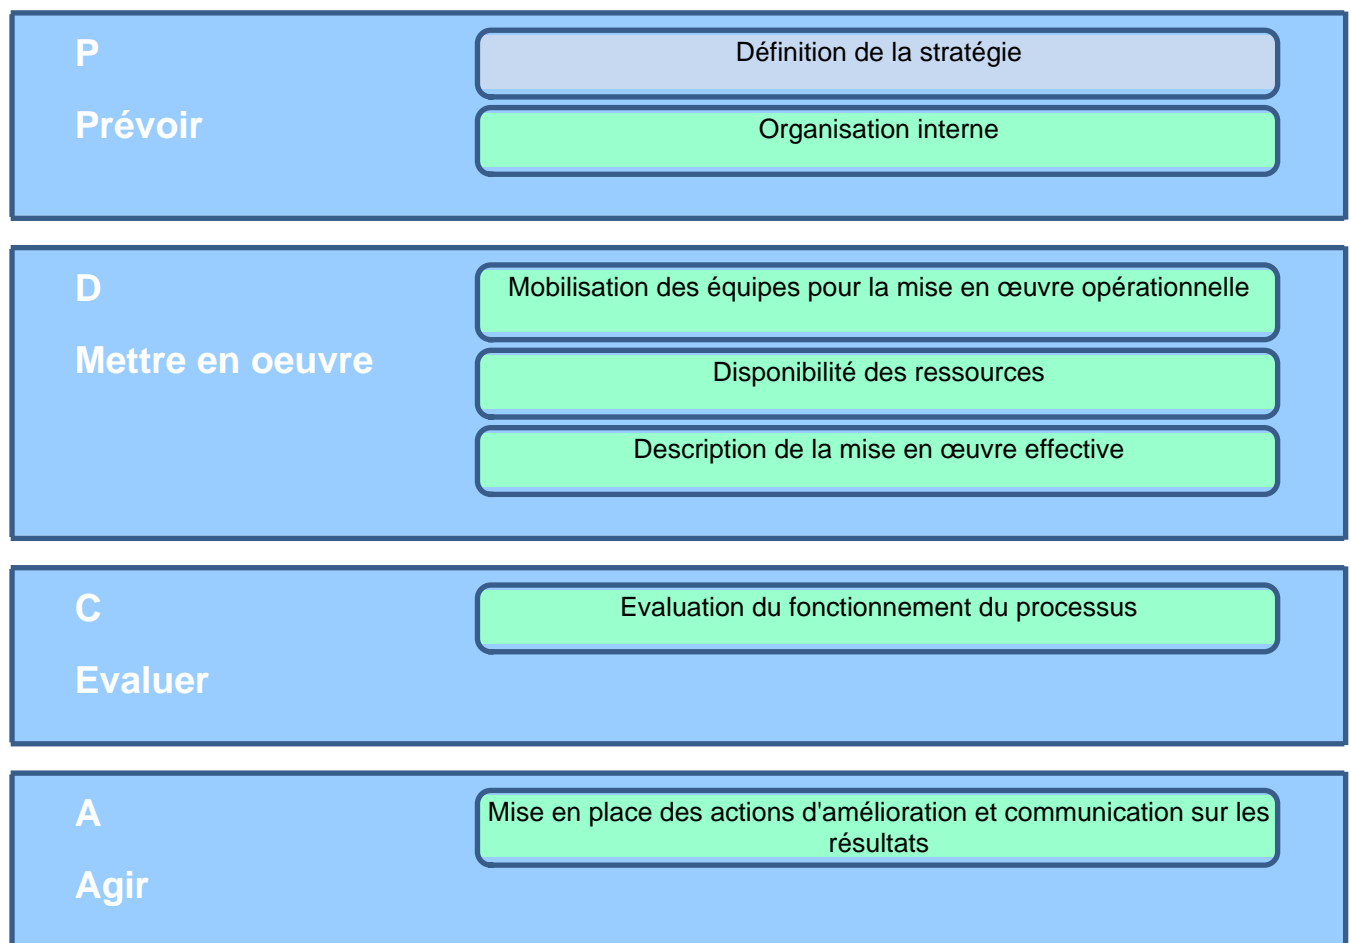 P
Définition de la stratégie
Prévoir
Organisation interne
D
Mobilisation des équipes pour la mise en œuvre opérationnelle
Mettre en oeuvre
Disponibilité des ressources
Description de la mise en œuvre effective
C
Evaluation du fonctionnement du processus
Evaluer
A
Mise en place des actions d'amélioration et communication sur les
résultats
Agir